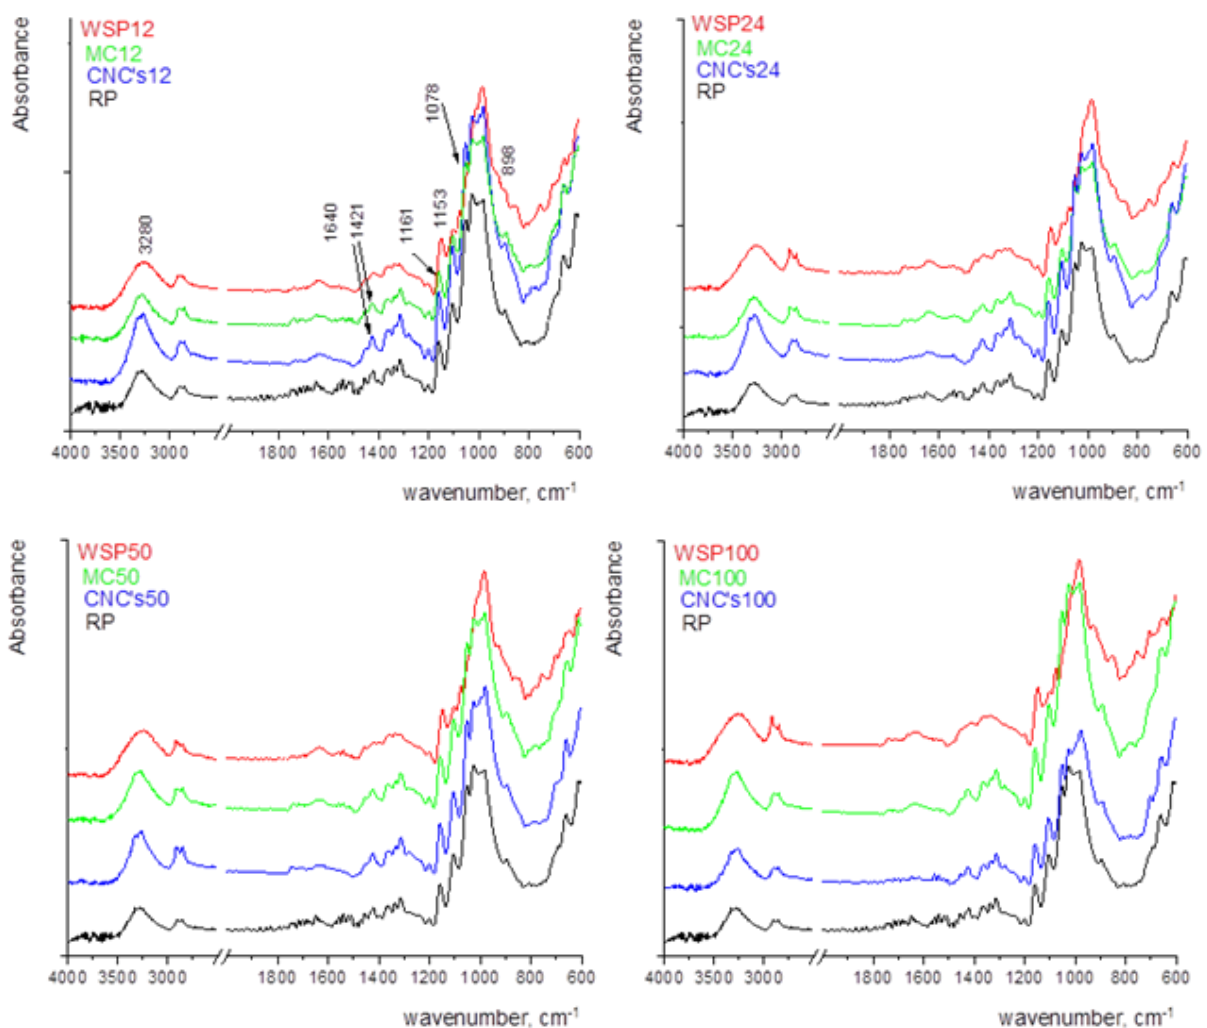 Absorbance
WSP12
MC12
CNC's12
RP
3280
1640
1421
1161
1153
1078
898
4000 3500 3000 1600 1400 1200 1000 800 600
wavenumber, cm-1
Absorbance
WSP24
MC24
CNC's24
RP
4000 3500 3000 1800 1600 1400 1200 1000 800 600
wavenumber, cm-1
Absorbance
WSP50
MC50
CNC's50
RP
4000 3500 3000 1800 1600 1400 1200 1000 800 600
wavenumber, cm-1
Absorbance
WSP100
MC100
CNC's100
RP
4000 3500 3000 1800 1600 1400 1200 1000 800 600
wavenumber, cm-1